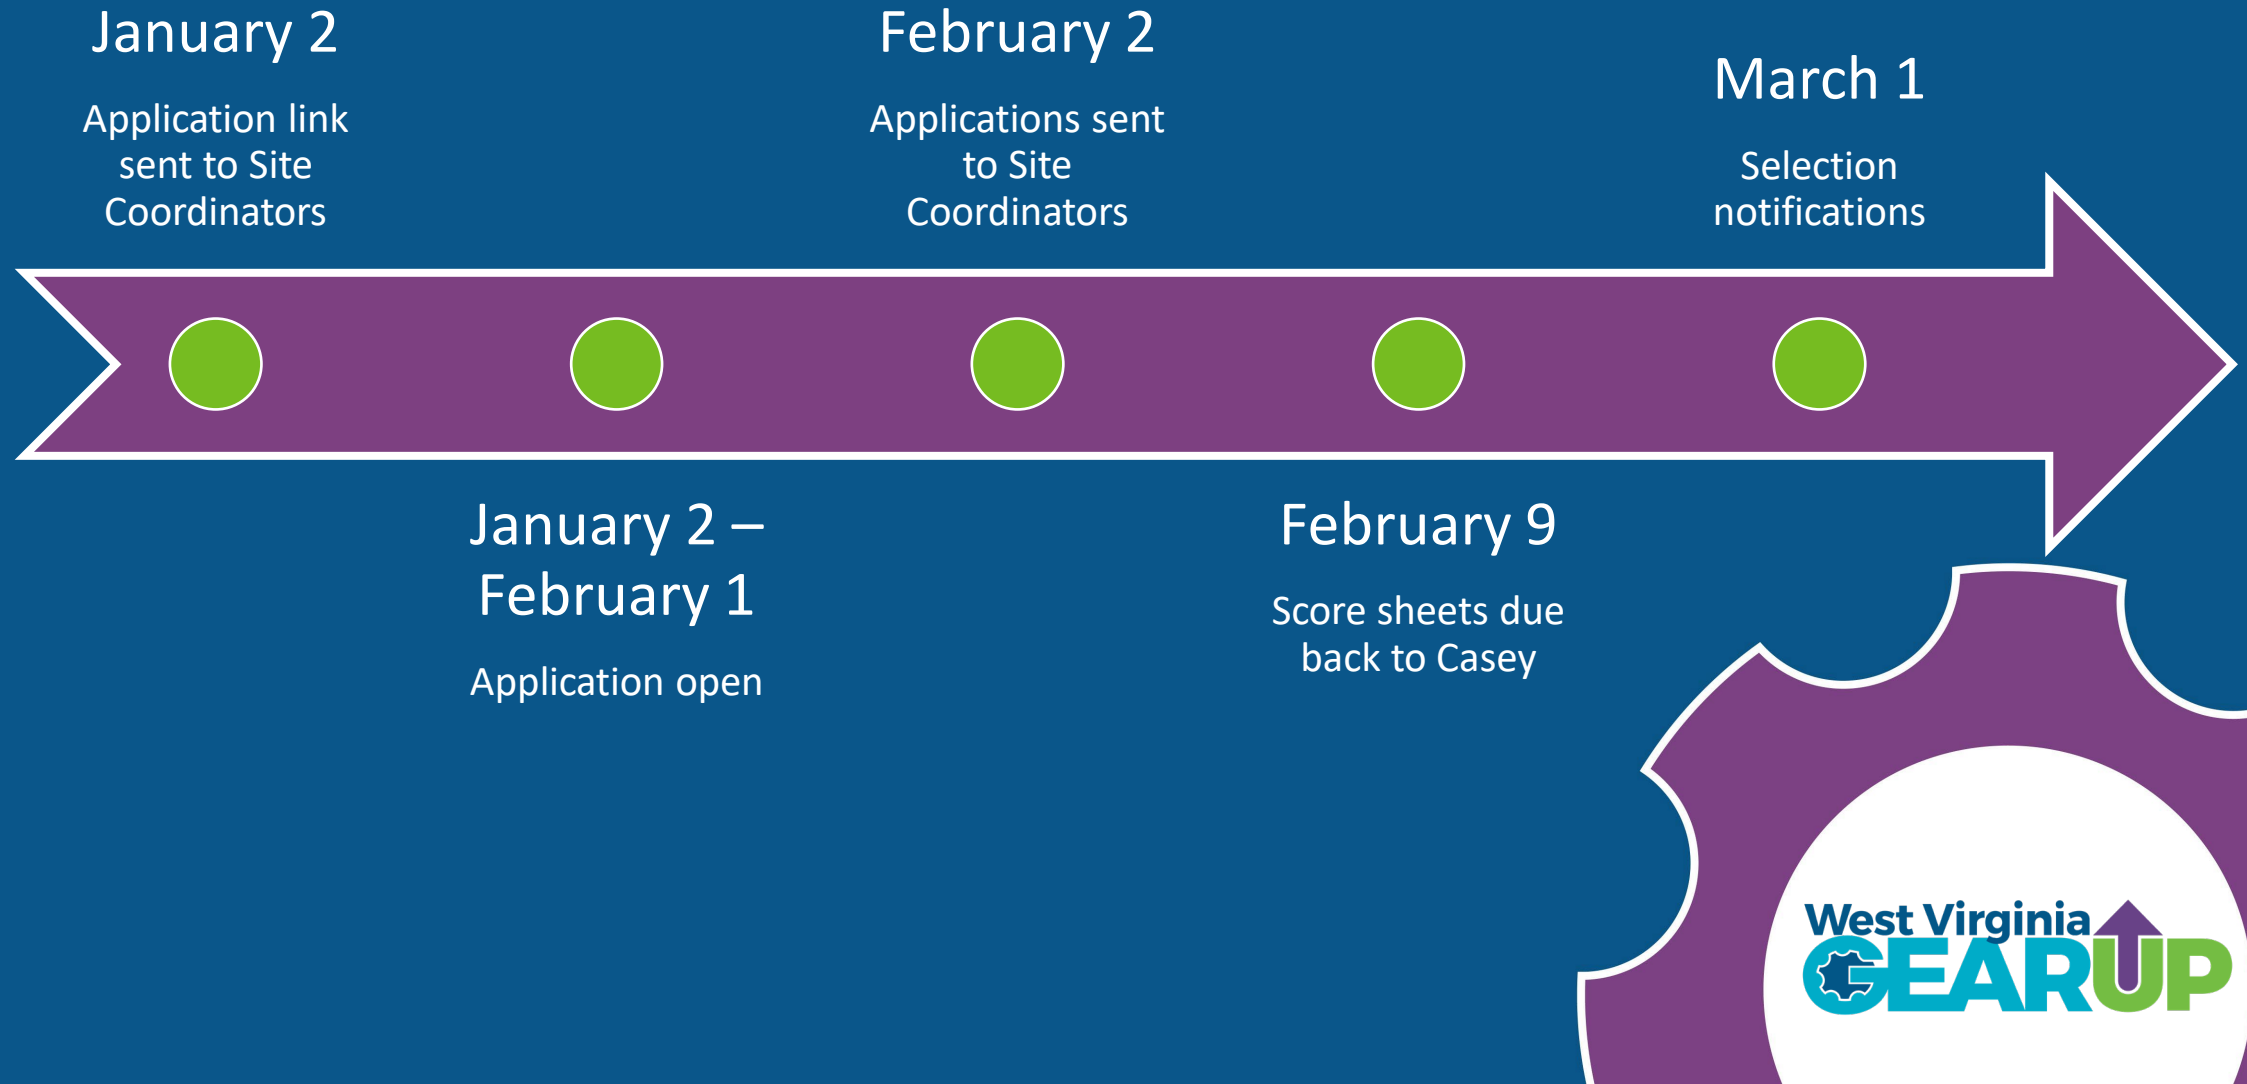 January 2
Application link
sent to Site
Coordinators
January 2 –
February 1
Application open
February 2
Applications sent
to Site
Coordinators
February 9
Score sheets due
back to Casey
March 1
Selection
notifications
West Virginia
GEARUP